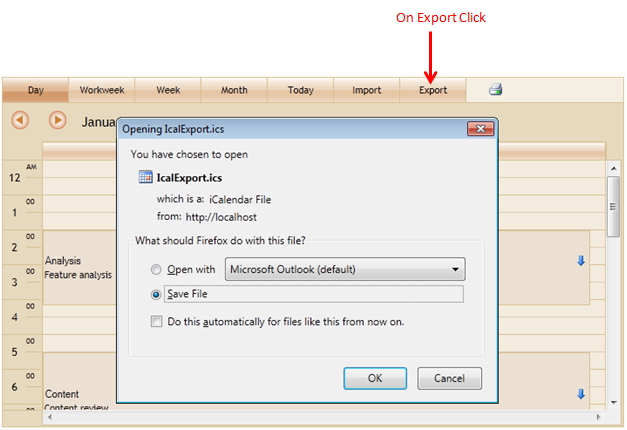 On Export Click
Day Workweek Week Month Today Import Export
Janua
Opening IcalExport.ics
You have chosen to open
IcalExport.ics
which is a: iCalendar File
from: http://localhost
What should Firefox do with this file?
Open with Microsoft Outlook (default)
Save File
Do this automatically for files like this from now on.
OK Cancel
12 AM
1 00
2 00
Analysis
Feature analysis
3 00
4 00
5 00
6 00
Content
Content review
00